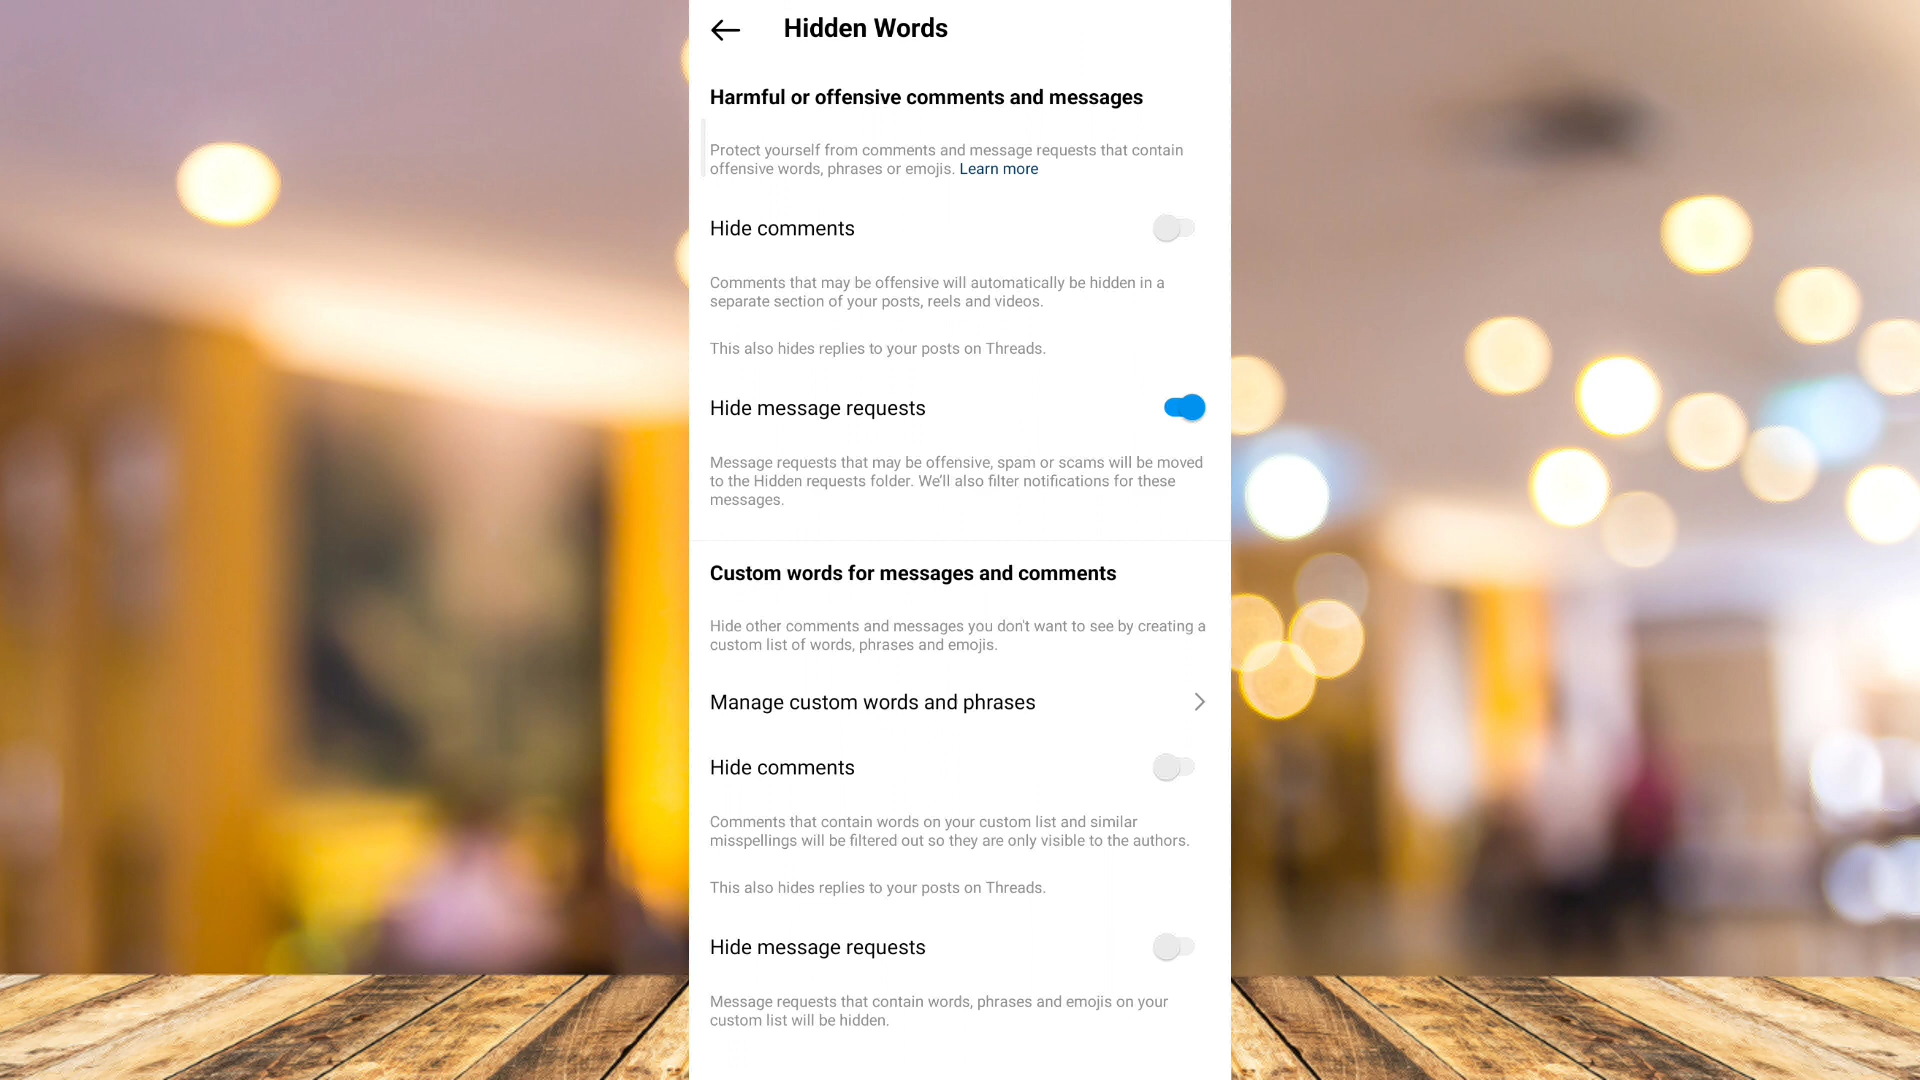 Hidden Words
Harmful or offensive comments and messages
Protect yourself from comments and message requests that contain
offensive words, phrases or emojis. Learn more
Hide comments
Comments that may be offensive will automatically be hidden in a
separate section of your posts, reels and videos.
This also hides replies to your posts on Threads.
Hide message requests
Message requests that may be offensive, spam or scams will be moved
to the Hidden requests folder. We'll also filter notifications for these
messages.
Custom words for messages and comments
Hide other comments and messages you don't want to see by creating a
custom list of words, phrases and emojis.
Manage custom words and phrases
Hide comments
Comments that contain words on your custom list and similar
misspellings will be filtered out so they are only visible to the authors.
This also hides replies to your posts on Threads.
Hide message requests
Message requests that contain words, phrases and emojis on your
custom list will be hidden.